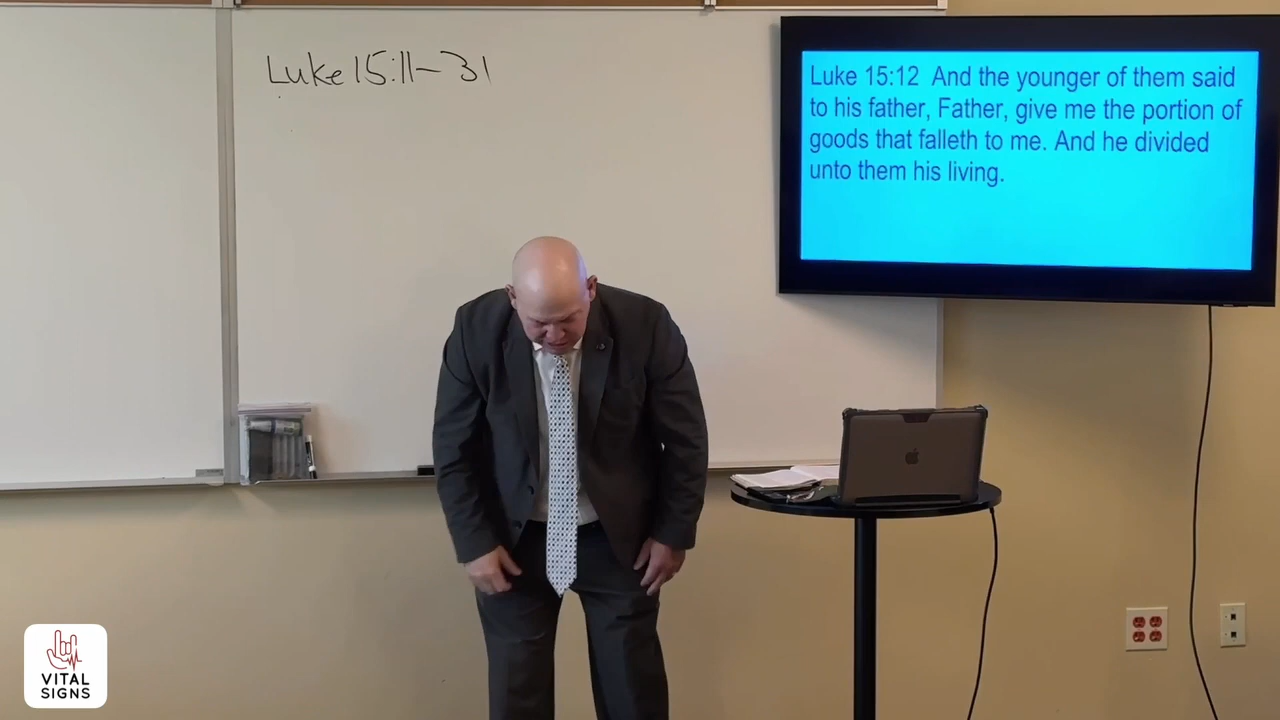 Luke 15:11-31
Luke 15:12 And the younger of them said
to his father, Father, give me the portion of
goods that falleth to me. And he divided
unto them his living.
VITAL
SIGNS